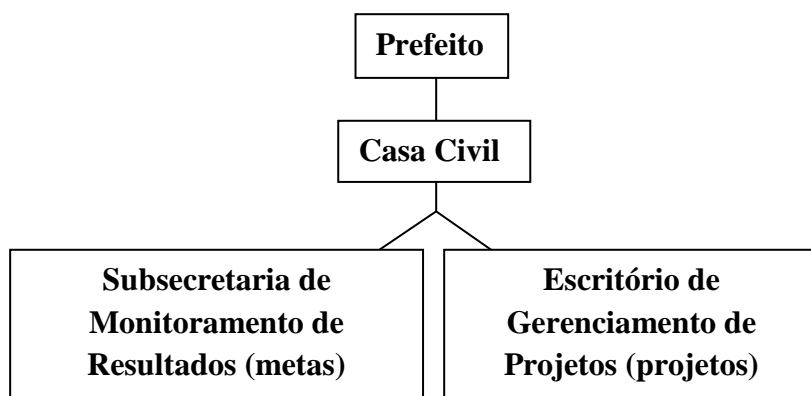 Prefeito
Casa Civil
Subsecretaria de
Monitoramento de
Resultados (metas)
Escritório de
Gerenciamento de
Projetos (projetos)